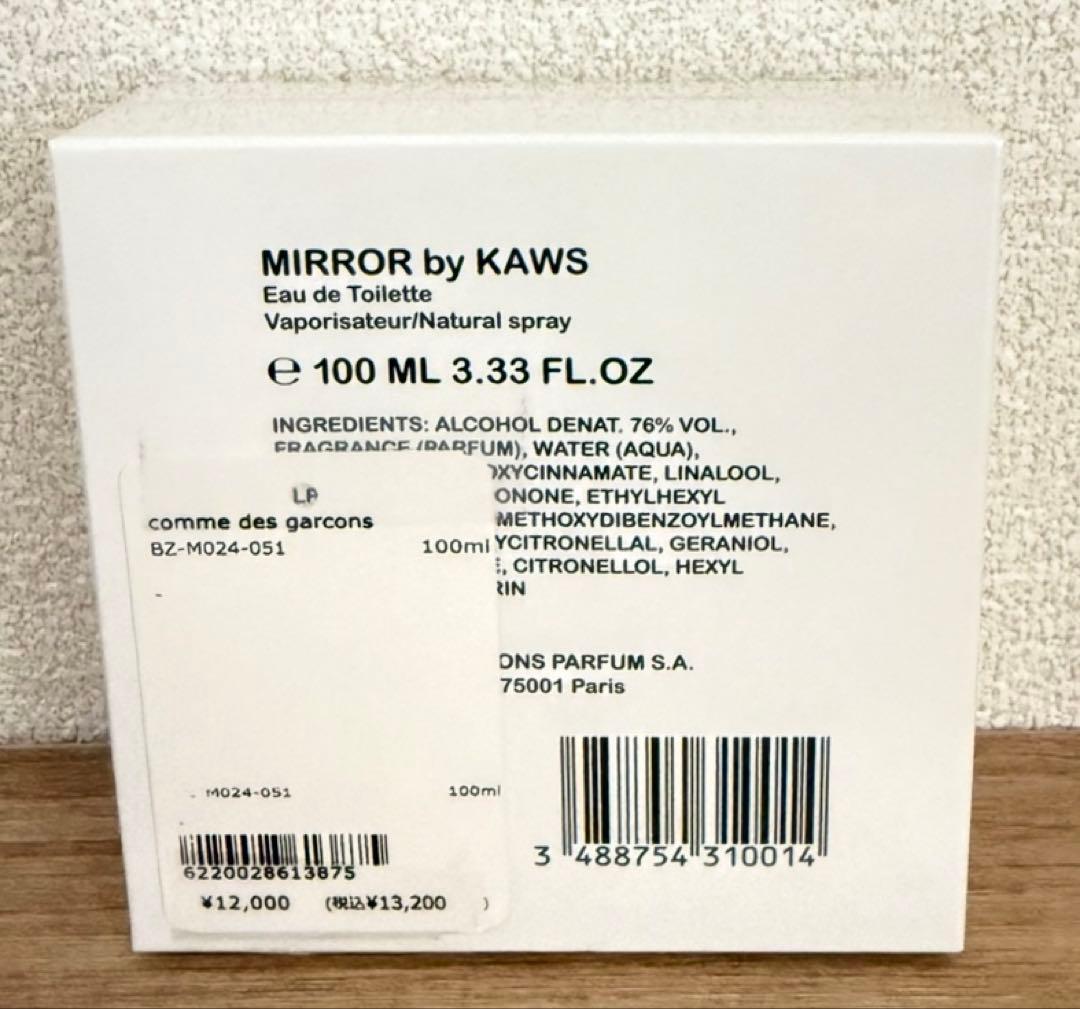 MIRROR by KAWS
Eau de Toilette
Vaporisateur/Natural spray
℮ 100 ML 3.33 FL.OZ
INGREDIENTS: ALCOHOL DENAT. 76% VOL.,
FRAGRANCE (PARFUM), WATER (AQUA),
OXYCINNAMATE, LINALOOL,
ONONE, ETHYLHEXYL
METHOXYDIBENZOYLMETHANE,
YCITRONELLAL, GERANIOL,
, CITRONELLOL, HEXYL
RIN
ONS PARFUM S.A.
75001 Paris
3 488754 310014
comme des garcons
BZ-M024-051 100ml
M024-051 100ml
6220028613875
¥12,000 (税込¥13,200 )